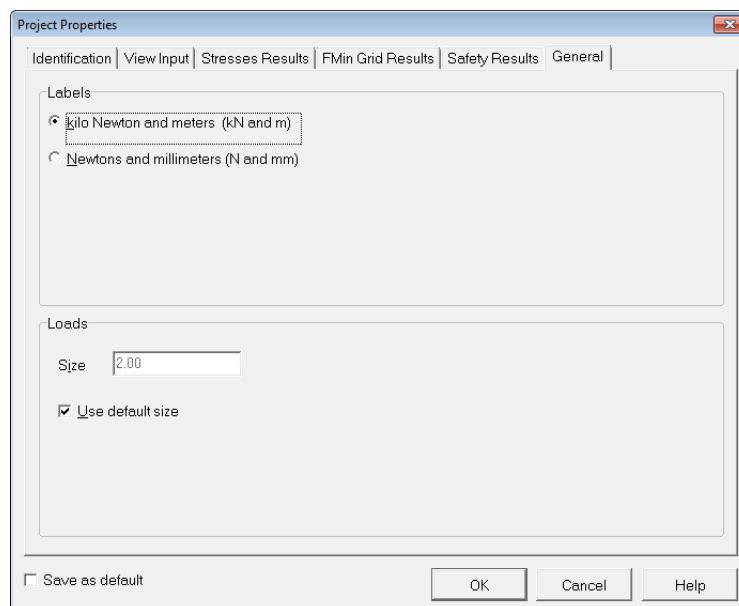 Project Properties
Identification View Input Stresses Results FMin Grid Results Safety Results General
Labels
kilo Newton and meters (kN and m)
Newtons and millimeters (N and mm)
Loads
Size 2.00
Use default size
Save as default OK Cancel Help